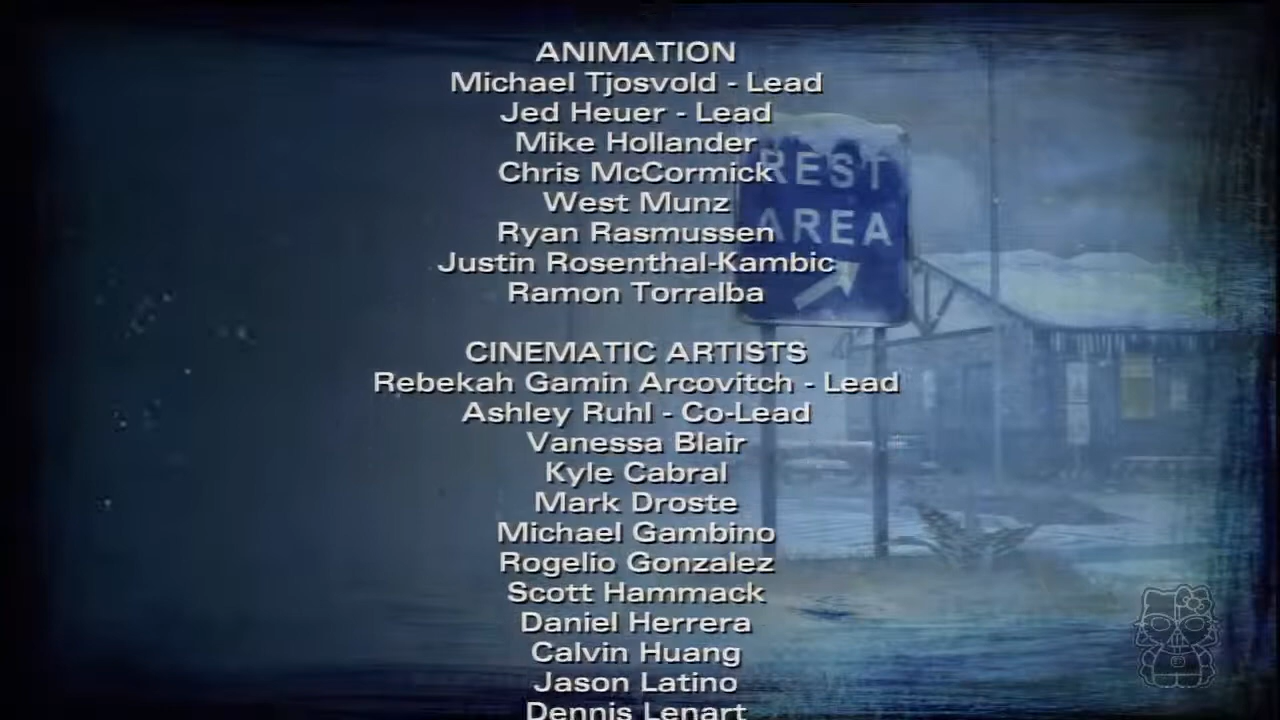 ANIMATION
Michael Tjosvold - Lead
Jed Heuer - Lead
Mike Hollander
Chris McCormick
West Munz
Ryan Rasmussen
Justin Rosenthal-Kambic
Ramon Torralba
REST
AREA
CINEMATIC ARTISTS
Rebekah Gamin Arcovitch - Lead
Ashley Ruhl - Co-Lead
Vanessa Blair
Kyle Cabral
Mark Droste
Michael Gambino
Rogelio Gonzalez
Scott Hammack
Daniel Herrera
Calvin Huang
Jason Latino
Dennis Lenart